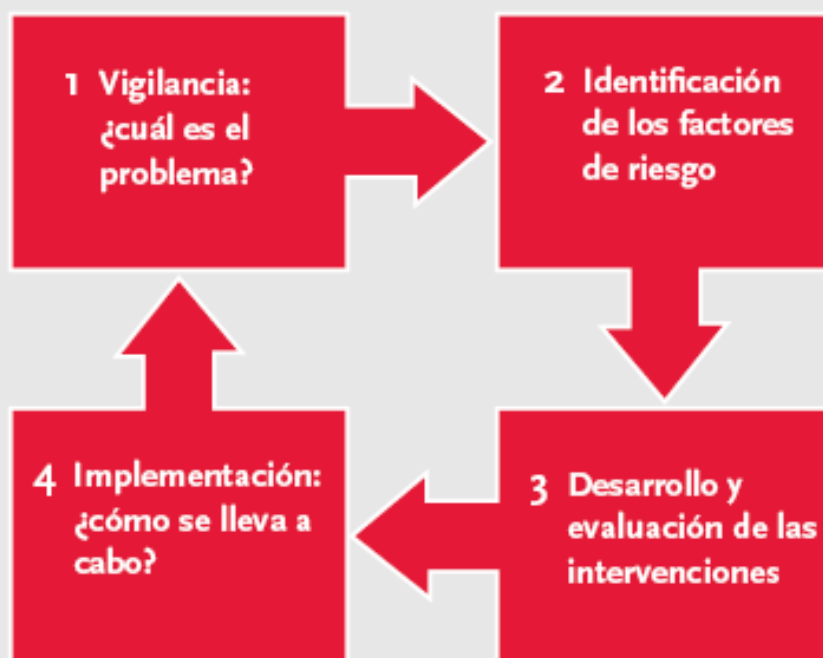 1 Vigilancia:
¿cuál es el
problema?
2 Identificación
de los factores
de riesgo
3 Desarrollo y
evaluación de las
intervenciones
4 Implementación:
¿cómo se lleva a
cabo?